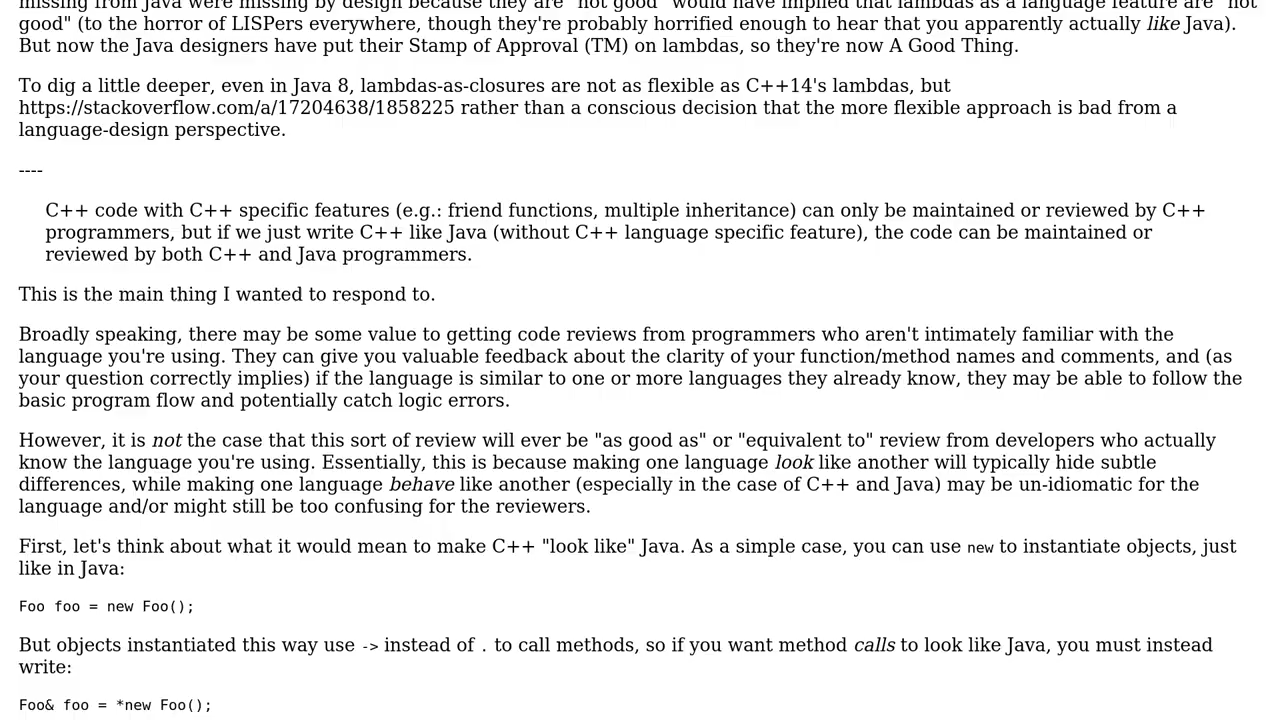 missing from Java were missing by design because they are "not good" would have implied that lambdas as a language feature are "not
good" (to the horror of LISPers everywhere, though they're probably horrified enough to hear that you apparently actually like Java).
But now the Java designers have put their Stamp of Approval (TM) on lambdas, so they're now A Good Thing.
To dig a little deeper, even in Java 8, lambdas-as-closures are not as flexible as C++14's lambdas, but
https://stackoverflow.com/a/17204638/1858225 rather than a conscious decision that the more flexible approach is bad from a
language-design perspective.
----
C++ code with C++ specific features (e.g.: friend functions, multiple inheritance) can only be maintained or reviewed by C++
programmers, but if we just write C++ like Java (without C++ language specific feature), the code can be maintained or
reviewed by both C++ and Java programmers.
This is the main thing I wanted to respond to.
Broadly speaking, there may be some value to getting code reviews from programmers who aren't intimately familiar with the
language you're using. They can give you valuable feedback about the clarity of your function/method names and comments, and (as
your question correctly implies) if the language is similar to one or more languages they already know, they may be able to follow the
basic program flow and potentially catch logic errors.
However, it is not the case that this sort of review will ever be "as good as" or "equivalent to" review from developers who actually
know the language you're using. Essentially, this is because making one language look like another will typically hide subtle
differences, while making one language behave like another (especially in the case of C++ and Java) may be un-idiomatic for the
language and/or might still be too confusing for the reviewers.
First, let's think about what it would mean to make C++ "look like" Java. As a simple case, you can use new to instantiate objects, just
like in Java:
Foo foo = new Foo();
But objects instantiated this way use -> instead of . to call methods, so if you want method calls to look like Java, you must instead
write:
Foo& foo = *new Foo();